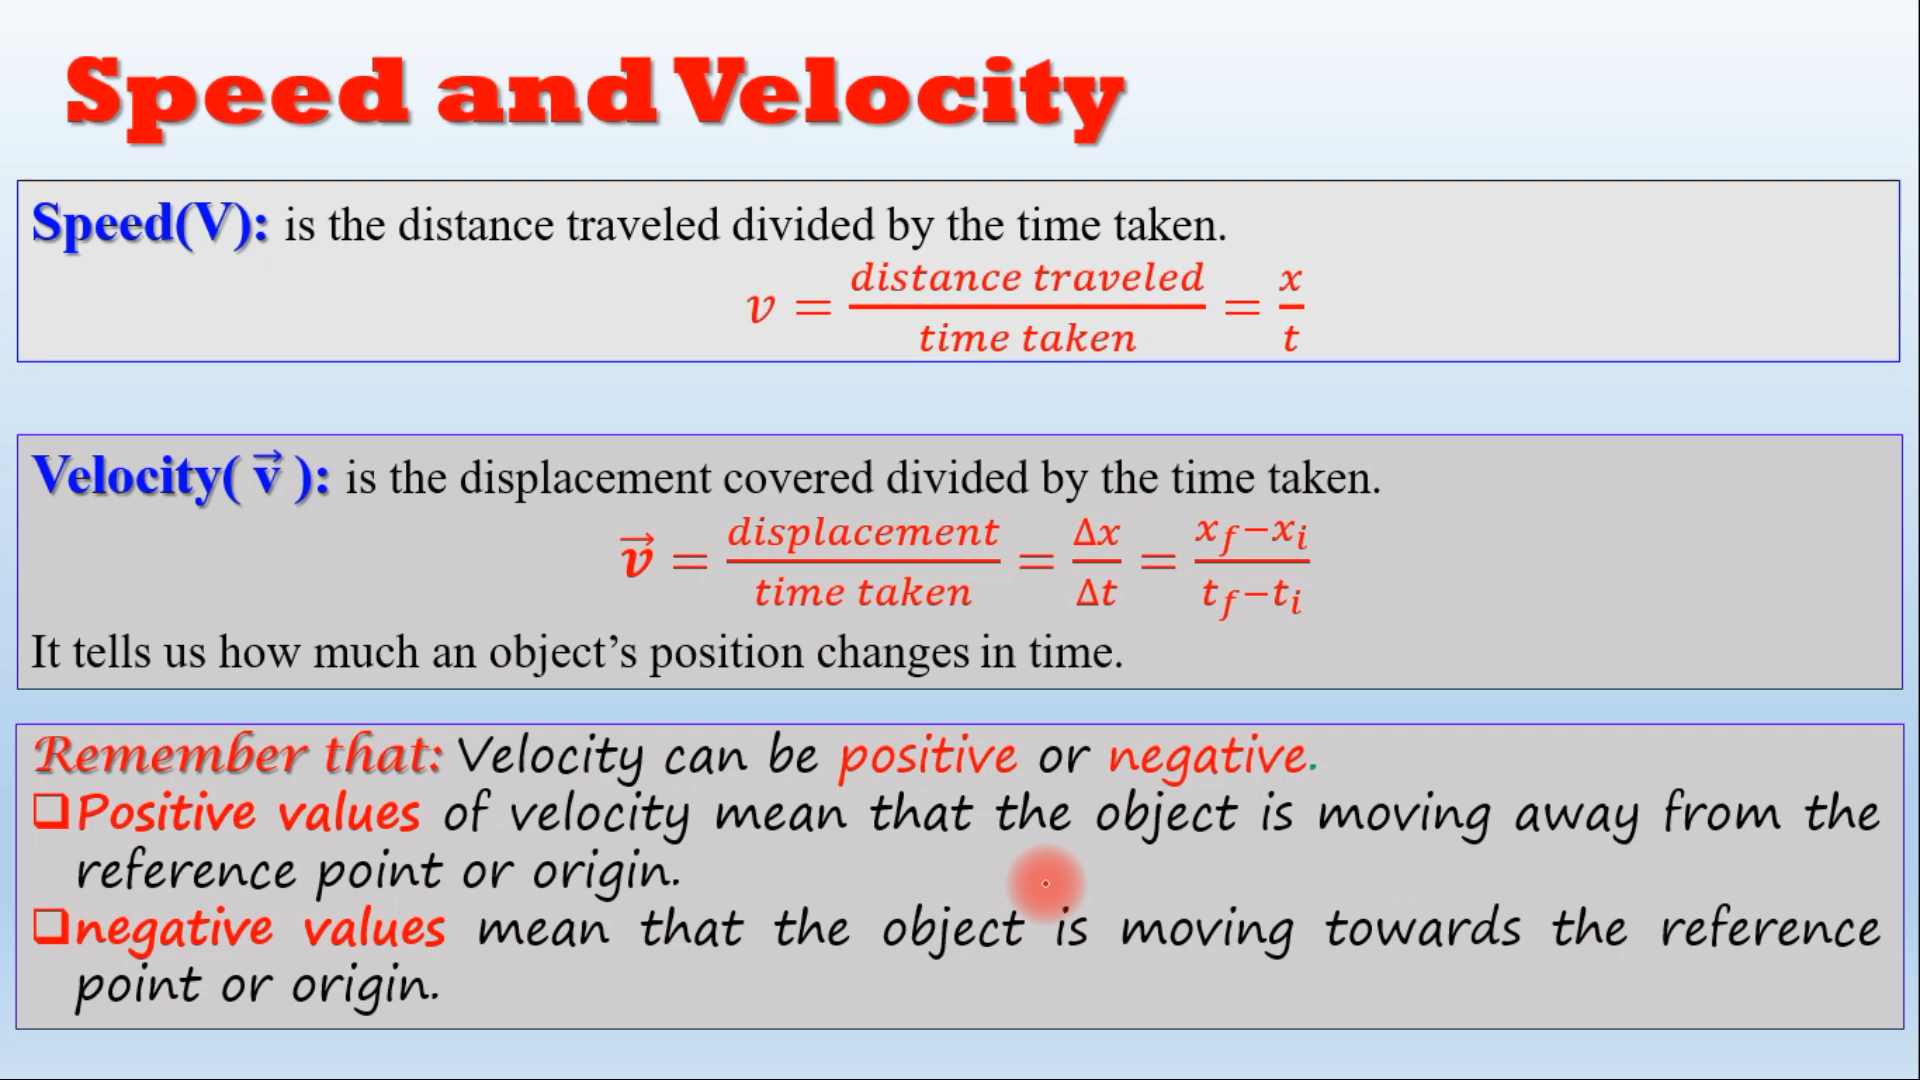 Speed and Velocity
Speed(V): is the distance traveled divided by the time taken.
v = distance traveled / time taken = x / t
Velocity( v⃗ ): is the displacement covered divided by the time taken.
v⃗ = displacement / time taken = Δx / Δt = x_f − x_i / t_f − t_i
It tells us how much an object’s position changes in time.
Remember that: Velocity can be positive or negative.
❑Positive values of velocity mean that the object is moving away from the
reference point or origin.
❑negative values mean that the object is moving towards the reference
point or origin.